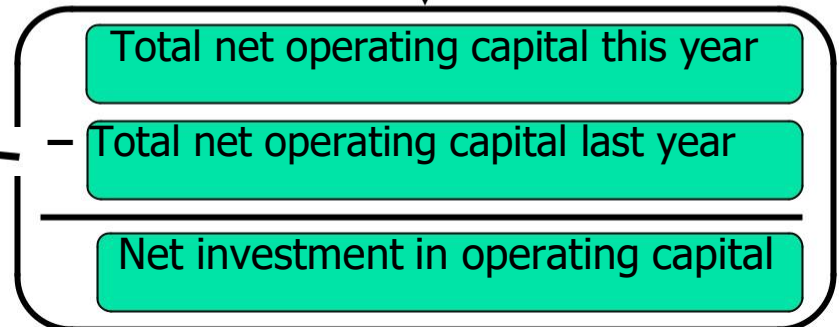 Total net operating capital this year
– Total net operating capital last year
Net investment in operating capital